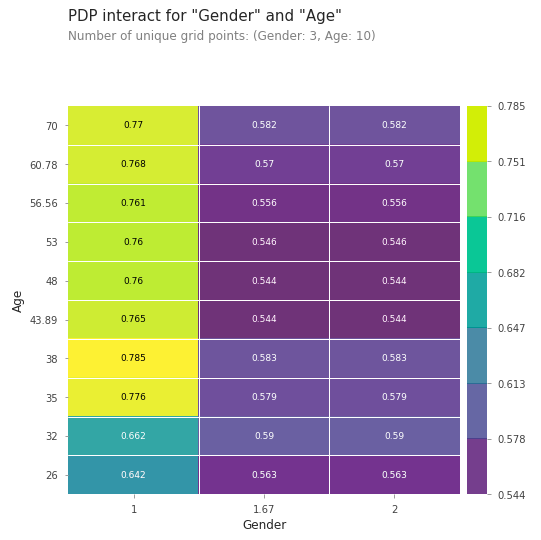 PDP interact for "Gender" and "Age"
Number of unique grid points: (Gender: 3, Age: 10)
70 0.77 0.582 0.582
60.78 0.768 0.57 0.57
56.56 0.761 0.556 0.556
53 0.76 0.546 0.546
48 0.76 0.544 0.544
43.89 0.765 0.544 0.544
38 0.785 0.583 0.583
35 0.776 0.579 0.579
32 0.662 0.59 0.59
26 0.642 0.563 0.563
Age
1 1.67 2
Gender
0.785
0.751
0.716
0.682
0.647
0.613
0.578
0.544